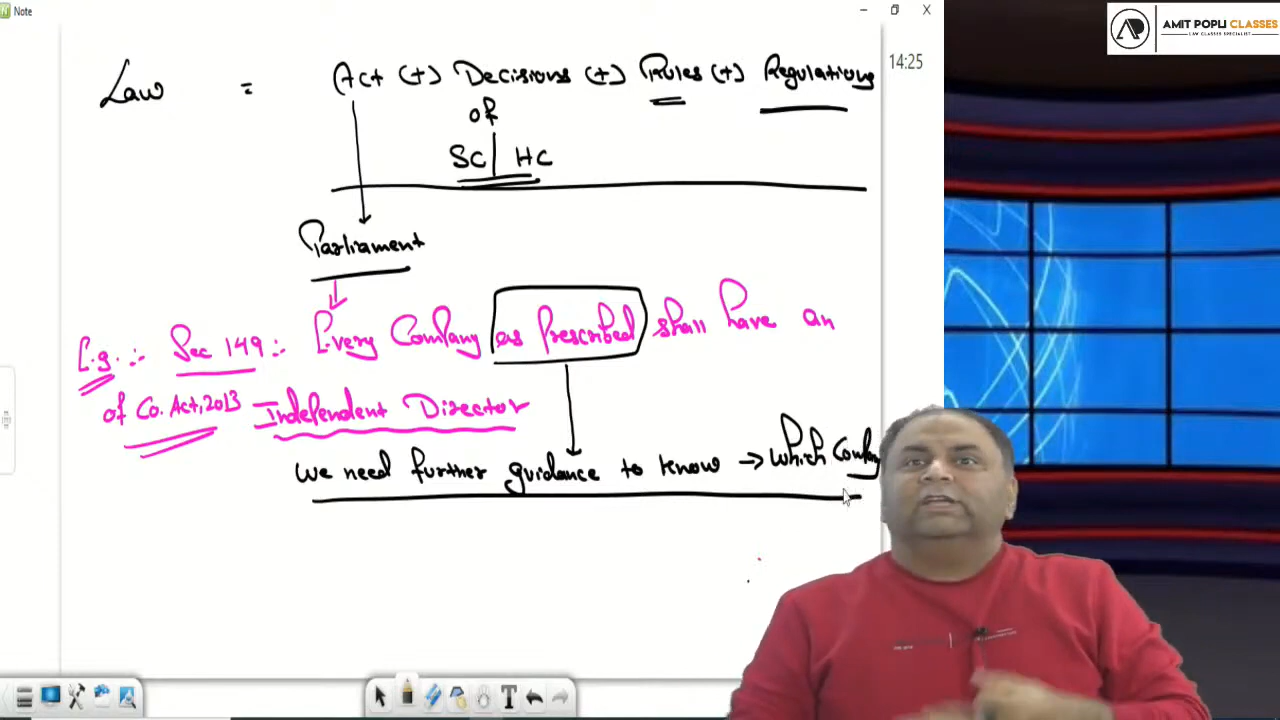 Note
AMIT POPLI CLASSES
LAW CLASSES SPECIALIST
14:25
Law = Act (+) Decisions (+) Rules (+) Regulations
of
SC | HC
Parliament
E.g. :- Sec 149 :- Every Company as prescribed shall have an
of Co. Act, 2013 Independent Director
We need further guidance to know → which Company